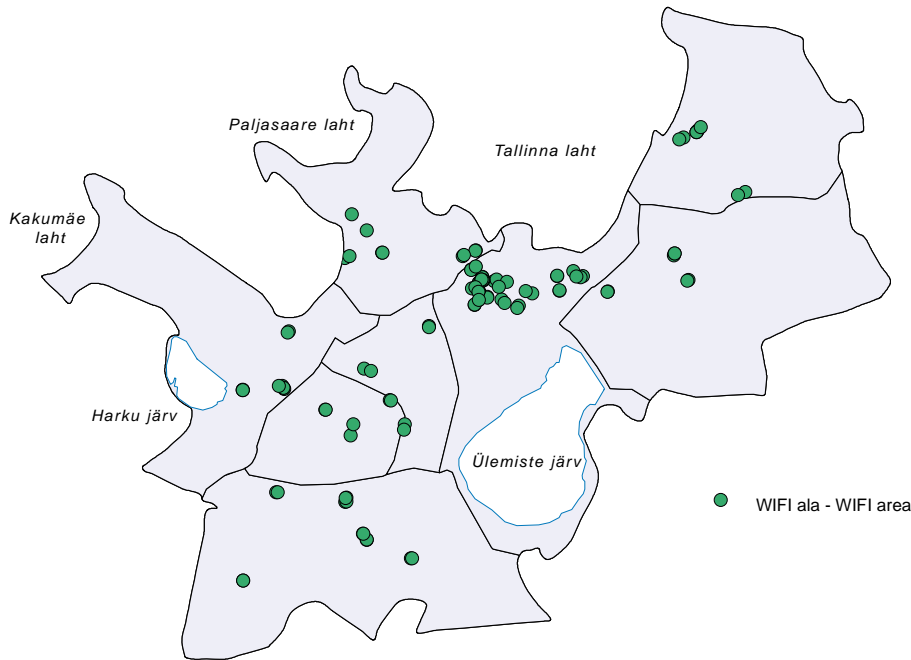 Paljasaare laht
Tallinna laht
Kakumäe
laht
Harku järv
Ülemiste järv
WIFI ala - WIFI area